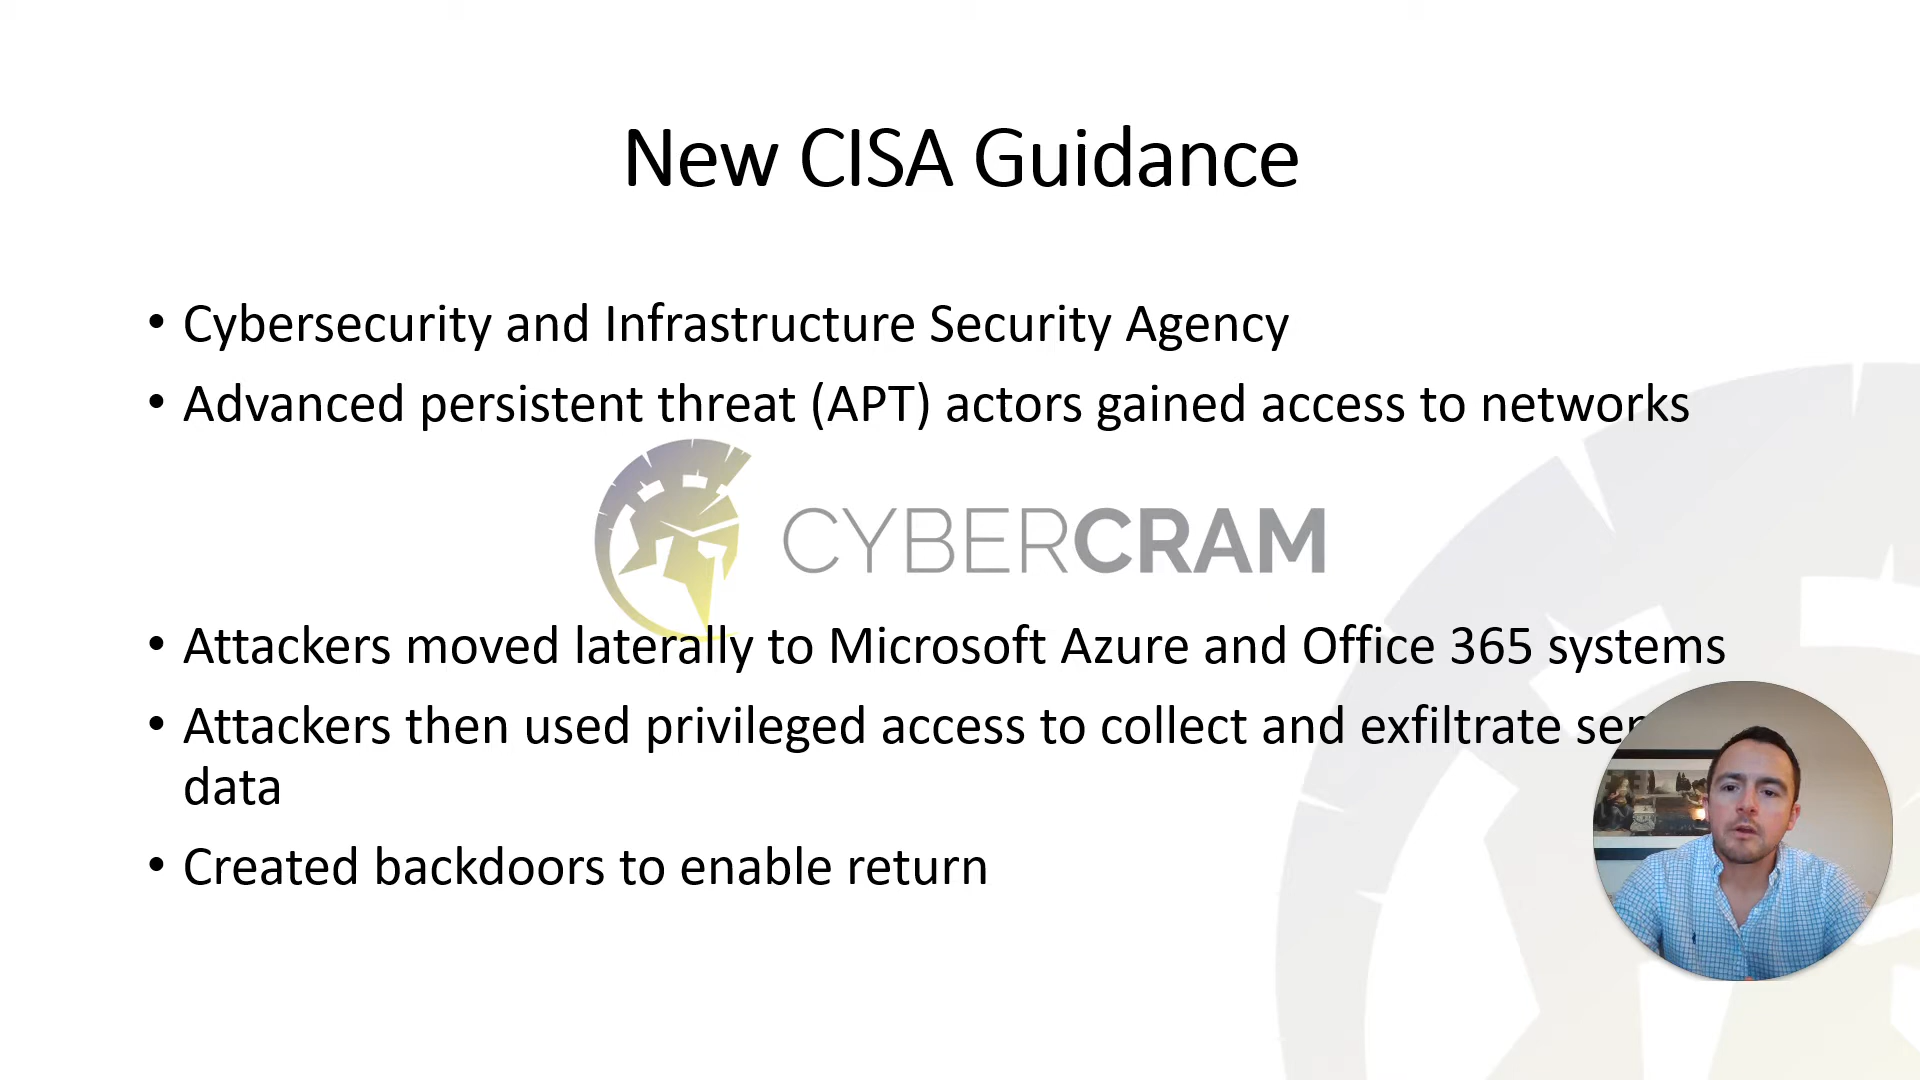 New CISA Guidance
• Cybersecurity and Infrastructure Security Agency
• Advanced persistent threat (APT) actors gained access to networks
CYBERCRAM
• Attackers moved laterally to Microsoft Azure and Office 365 systems
• Attackers then used privileged access to collect and exfiltrate
data
• Created backdoors to enable return